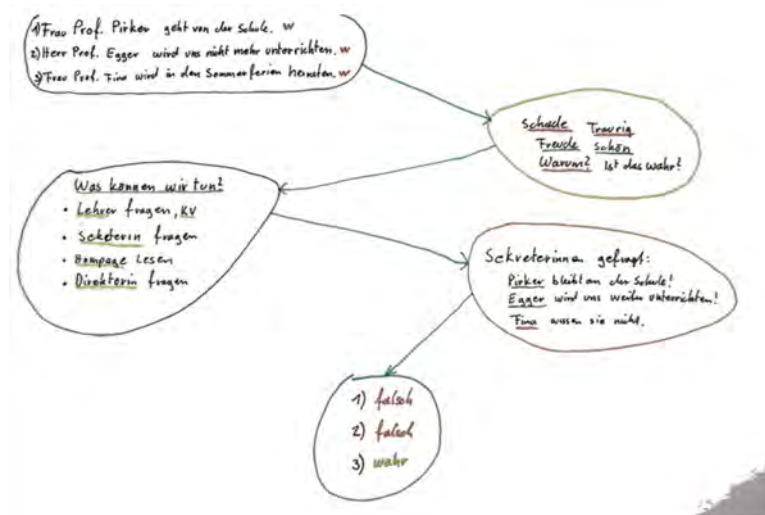 1) Frau Prof. Pirker geht von der Schule. w
2) Herr Prof. Egger wird uns nicht mehr unterrichten. w
3) Frau Prof. Fina wird in den Sommerferien heiraten. w
Schade Traurig
Freude Schön
Warum? Ist das wahr?
Was können wir tun?
• Lehrer fragen, KV
• Sekreterin fragen
• Hompage lesen
• Direktorin fragen
Sekreterinnen gefragt:
Pirker bleibt an der Schule!
Egger wird uns weiter unterrichten!
Fina wissen sie nicht.
1) falsch
2) falsch
3) wahr